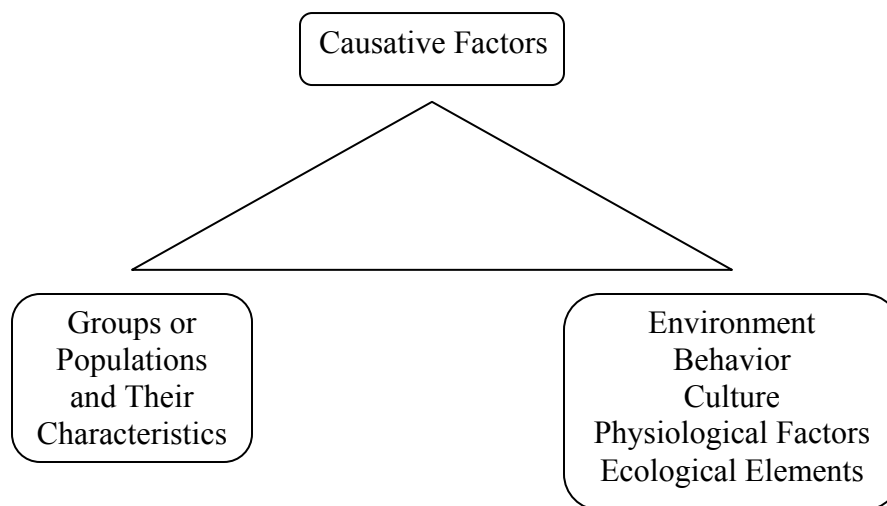 Causative Factors
Groups or
Populations
and Their
Characteristics
Environment
Behavior
Culture
Physiological Factors
Ecological Elements